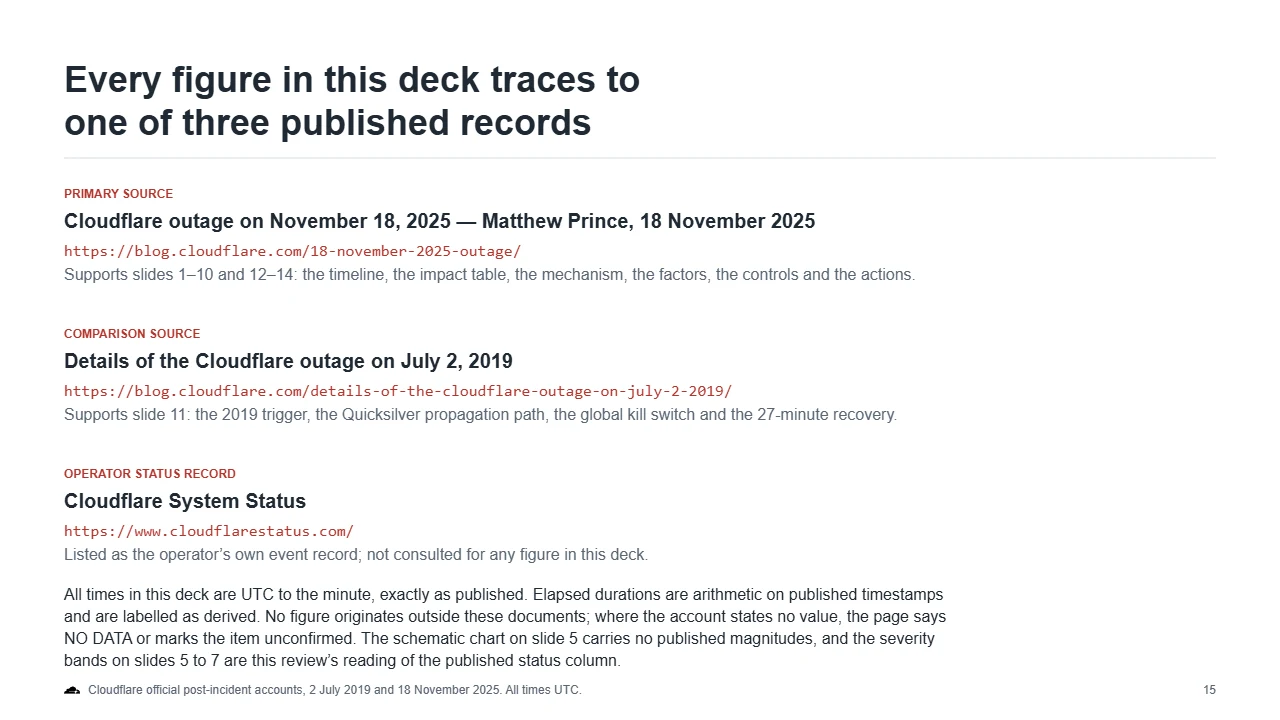 Every figure in this deck traces to
one of three published records
PRIMARY SOURCE
Cloudflare outage on November 18, 2025 — Matthew Prince, 18 November 2025
https://blog.cloudflare.com/18-november-2025-outage/
Supports slides 1–10 and 12–14: the timeline, the impact table, the mechanism, the factors, the controls and the actions.
COMPARISON SOURCE
Details of the Cloudflare outage on July 2, 2019
https://blog.cloudflare.com/details-of-the-cloudflare-outage-on-july-2-2019/
Supports slide 11: the 2019 trigger, the Quicksilver propagation path, the global kill switch and the 27-minute recovery.
OPERATOR STATUS RECORD
Cloudflare System Status
https://www.cloudflarestatus.com/
Listed as the operator’s own event record; not consulted for any figure in this deck.
All times in this deck are UTC to the minute, exactly as published. Elapsed durations are arithmetic on published timestamps
and are labelled as derived. No figure originates outside these documents; where the account states no value, the page says
NO DATA or marks the item unconfirmed. The schematic chart on slide 5 carries no published magnitudes, and the severity
bands on slides 5 to 7 are this review’s reading of the published status column.
Cloudflare official post-incident accounts, 2 July 2019 and 18 November 2025. All times UTC.
15